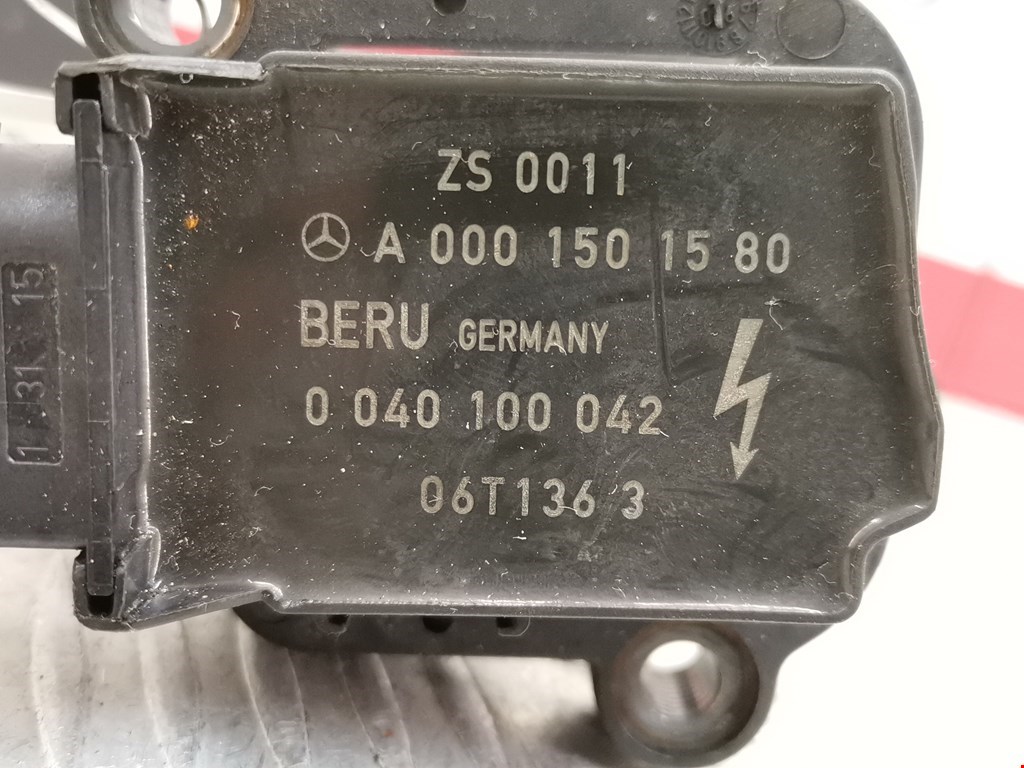 ZS 0011
A 000 150 15 80
BERU GERMANY
0 040 100 042
06T136 3